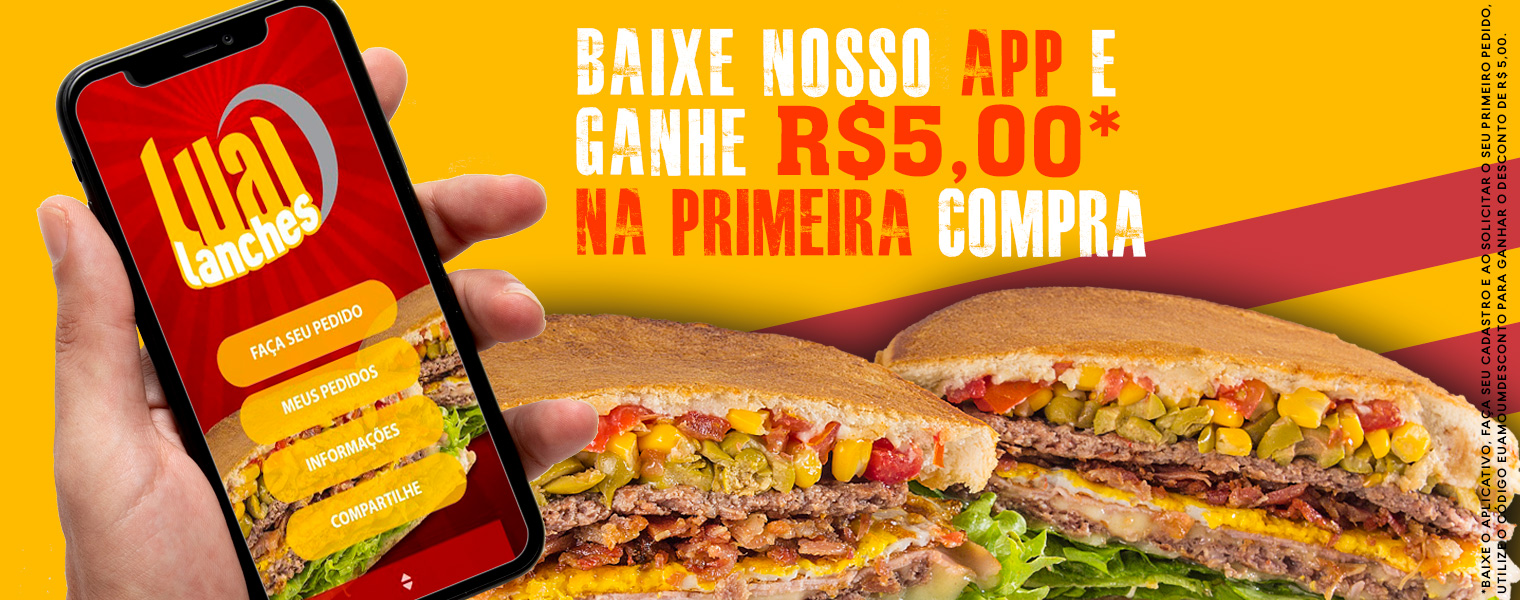 BAIXE NOSSO APP E
GANHE R$5,00*
NA PRIMEIRA COMPRA
Lual
Lanches
FAÇA SEU PEDIDO
MEUS PEDIDOS
INFORMAÇÕES
COMPARTILHE
*BAIXE O APLICATIVO, FAÇA SEU CADASTRO E AO SOLICITAR O SEU PRIMEIRO PEDIDO,
UTILIZE O CÓDIGO EUAMOUMDESCONTO PARA GANHAR O DESCONTO DE R$ 5,00.